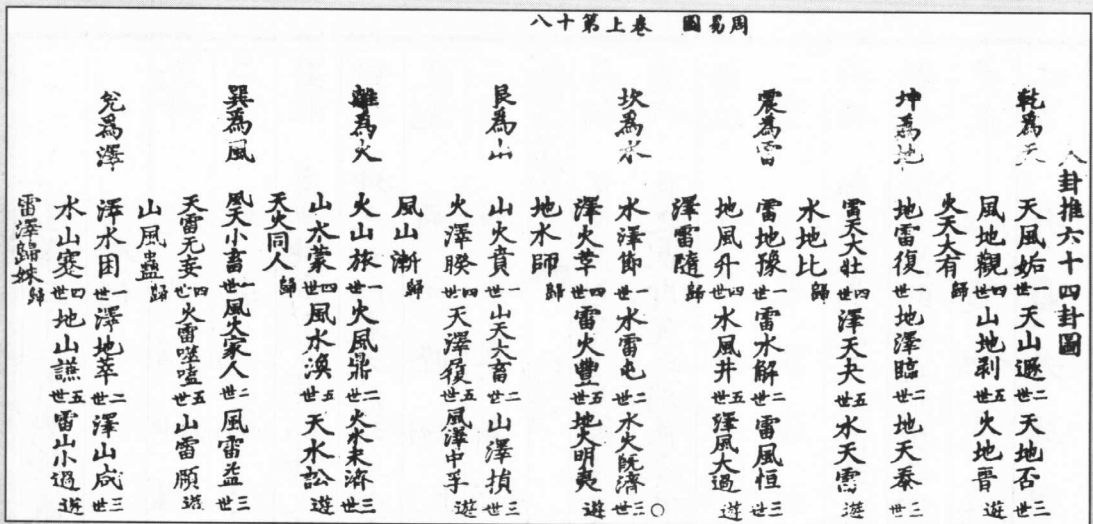 周易圖 卷上第十八
八卦推六十四卦圖
乾為天 天風姤一世 天山遯二世 天地否三世
風地觀四世 山地剝五世 火地晉遊
火天大有歸
坤為地 地雷復一世 地澤臨二世 地天泰三世
雷天大壯四世 澤天夬五世 水天需遊
水地比歸
震為雷 雷地豫一世 雷水解二世 雷風恒三世
地風升四世 水風井五世 澤風大過遊
澤雷隨歸
坎為水 水澤節一世 水雷屯二世 水火既濟三世
澤火革四世 雷火豐五世 地火明夷
地水師歸
艮為山 山火賁一世 山天大畜二世 山澤損三世
火澤睽四世 天澤復五世 風澤中孚遊
風山漸歸
離為火 火山旅一世 火風鼎二世 火水未濟三世
山水蒙四世 風水渙五世 天水訟遊
天火同人歸
巽為風 風天小畜一世 風火家人二世 風雷益三世
天雷无妄四世 火雷噬嗑五世 山雷頤遊
山風蠱歸
兌為澤 澤水困一世 澤地萃二世 澤山咸三世
水山蹇四世 地山謙五世 雷山小過遊
雷澤歸妹歸